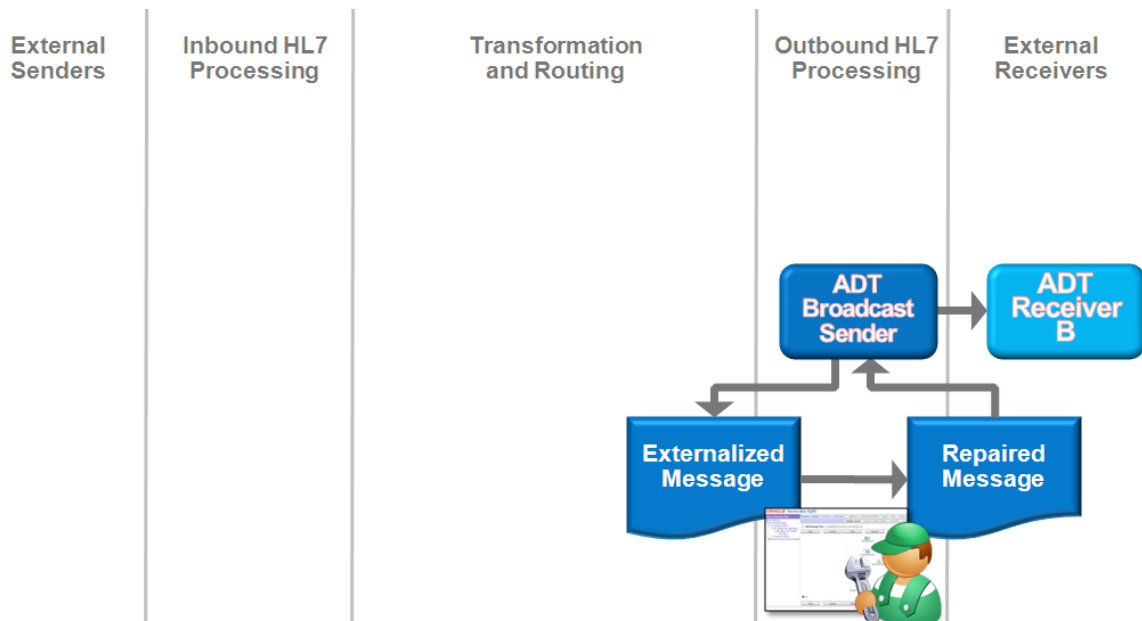 External
Senders
Inbound HL7
Processing
Transformation
and Routing
Outbound HL7
Processing
External
Receivers
ADT
Broadcast
Sender
ADT
Receiver
B
Externalized
Message
Repaired
Message
ORACLE